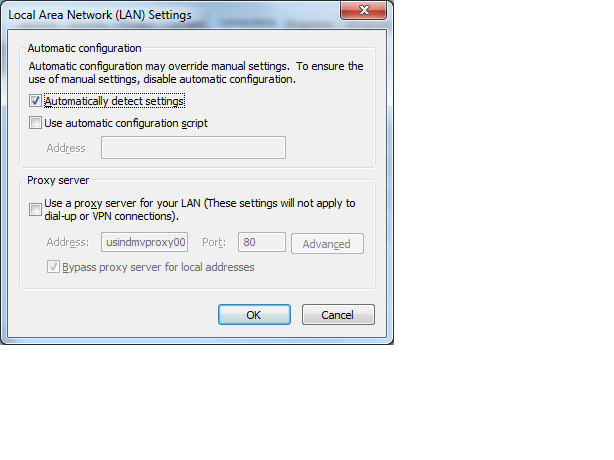 Local Area Network (LAN) Settings
Automatic configuration
Automatic configuration may override manual settings. To ensure the
use of manual settings, disable automatic configuration.
Automatically detect settings
Use automatic configuration script
Address
Proxy server
Use a proxy server for your LAN (These settings will not apply to
dial-up or VPN connections).
Address: usindmvproxy00 Port: 80 Advanced
Bypass proxy server for local addresses
OK Cancel